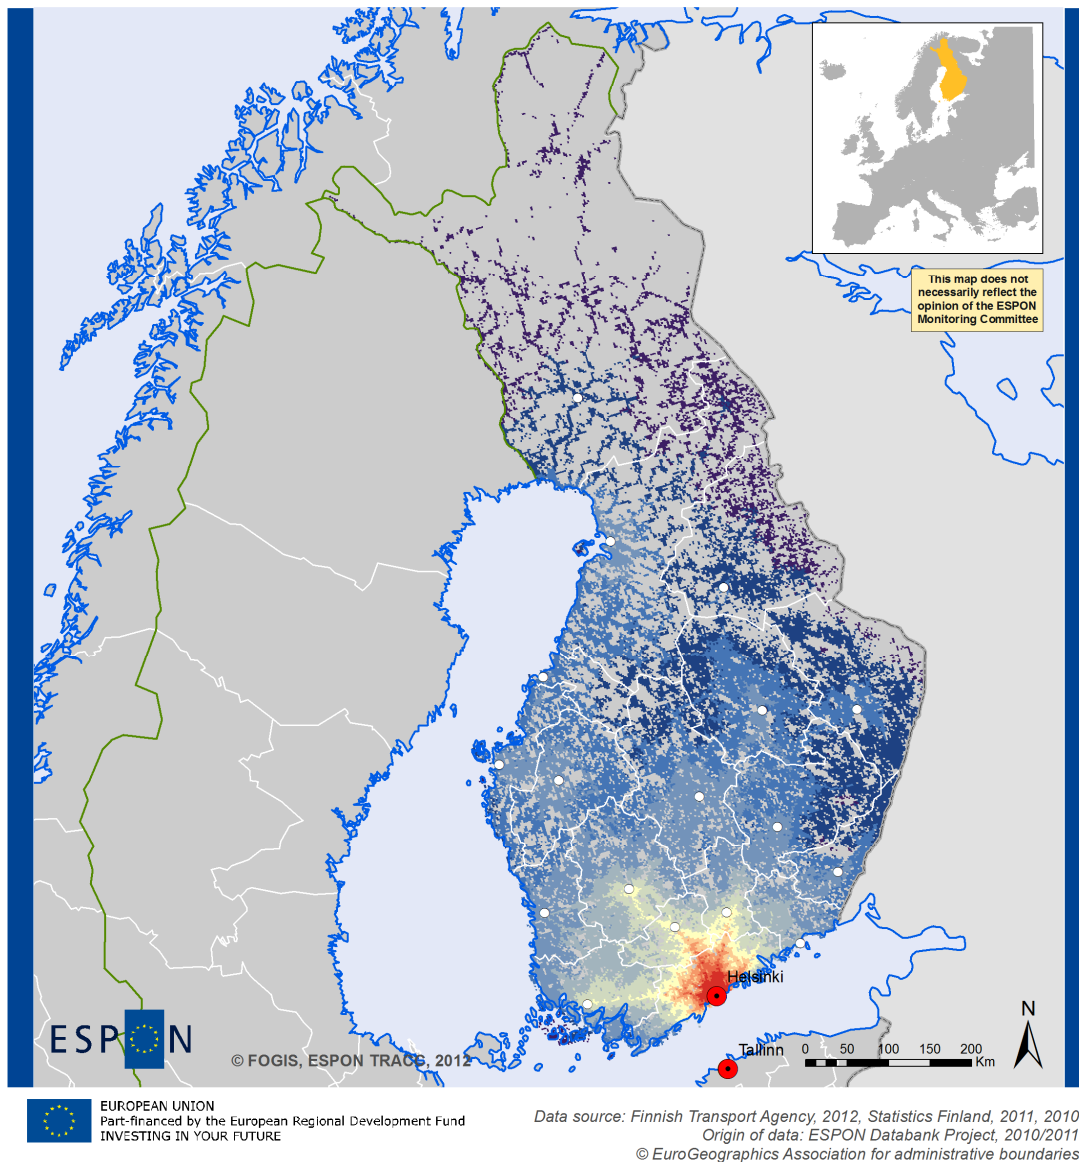 This map does not
necessarily reflect the
opinion of the ESPON
Monitoring Committee
Helsinki
Tallinn
N
0 50 100 150 200
Km
ESPON
© FOGIS, ESPON TRACC, 2012
EUROPEAN UNION
Part-financed by the European Regional Development Fund
INVESTING IN YOUR FUTURE
Data source: Finnish Transport Agency, 2012, Statistics Finland, 2011, 2010
Origin of data: ESPON Databank Project, 2010/2011
© EuroGeographics Association for administrative boundaries